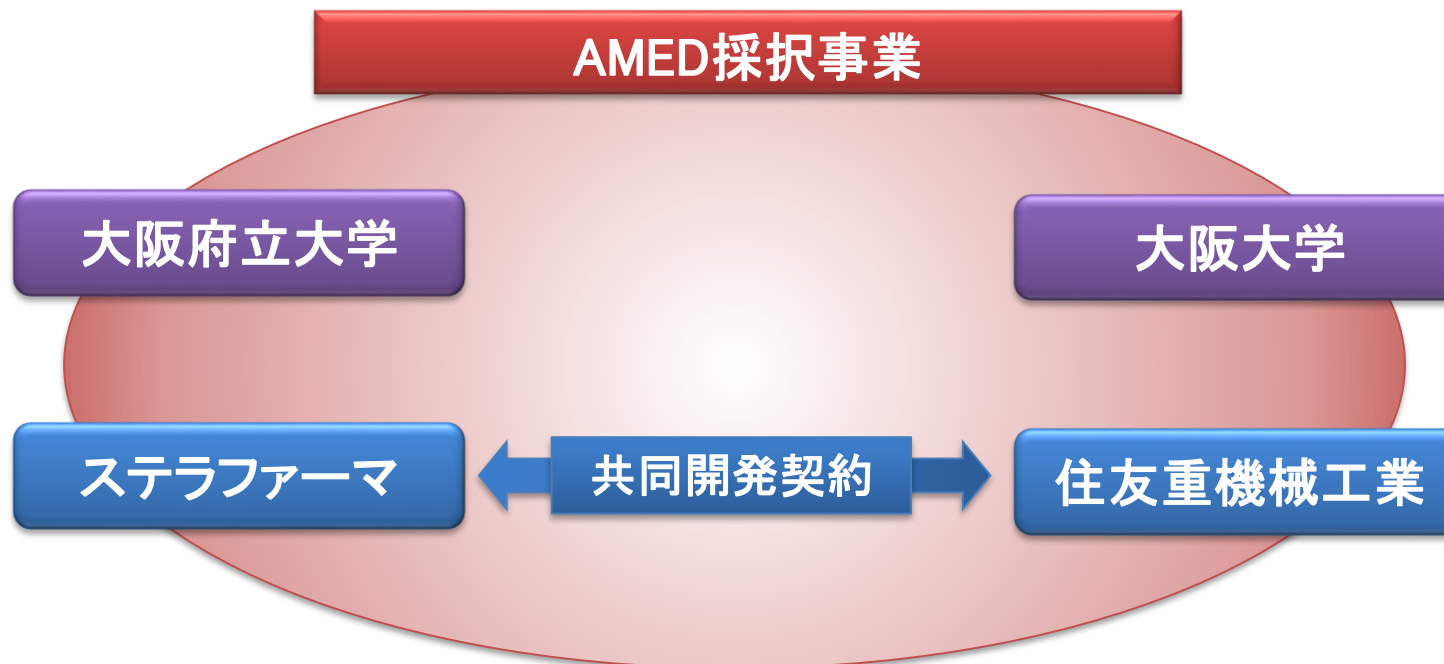 AMED採択事業
大阪府立大学
大阪大学
ステラファーマ
共同開発契約
住友重機械工業